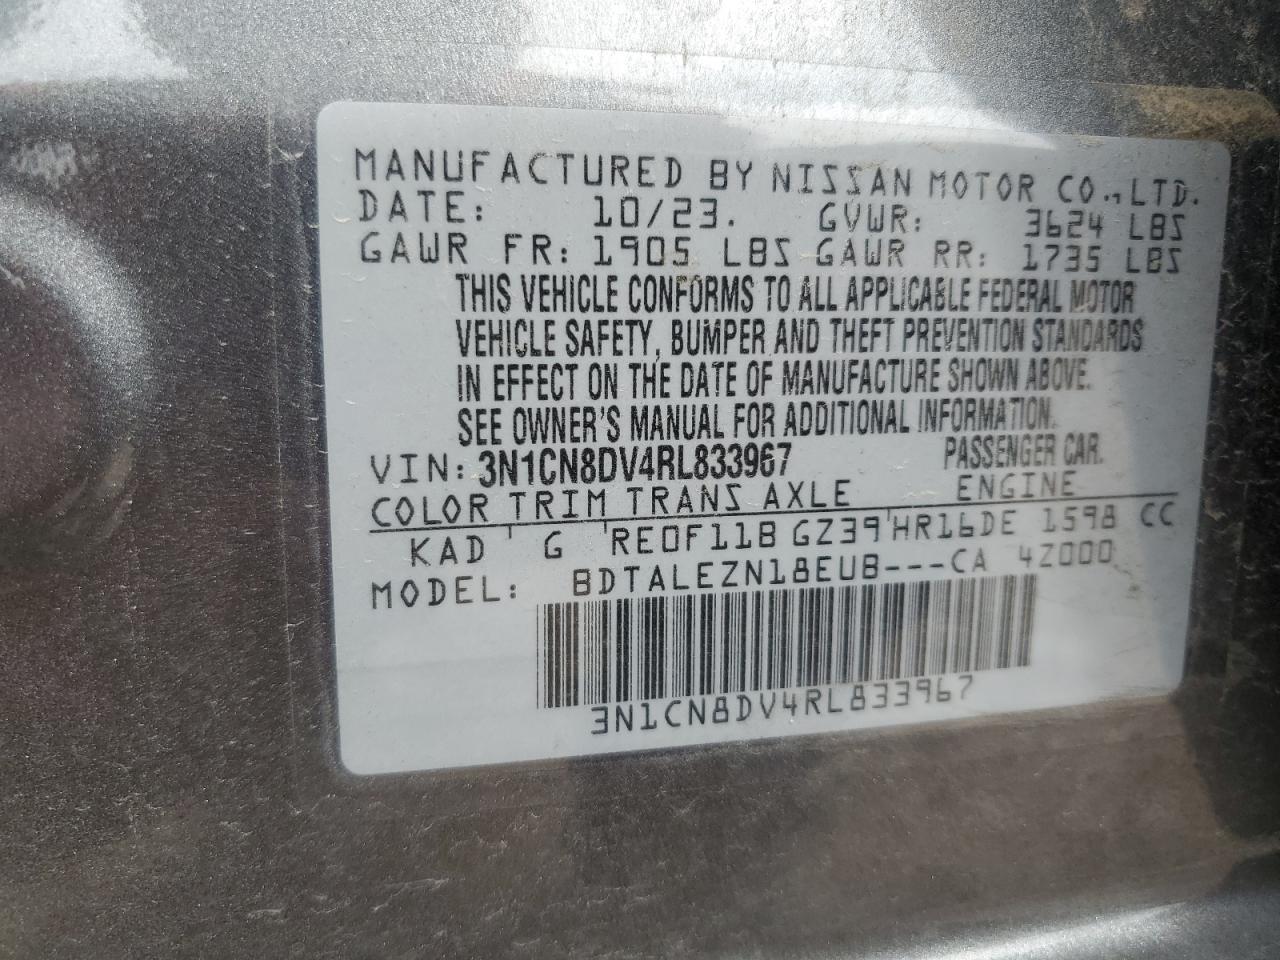 MANUFACTURED BY NISSAN MOTOR CO., LTD.
DATE: 10/23. GVWR: 3624 LBS
GAWR FR: 1905 LBS GAWR RR: 1735 LBS
THIS VEHICLE CONFORMS TO ALL APPLICABLE FEDERAL MOTOR
VEHICLE SAFETY, BUMPER AND THEFT PREVENTION STANDARDS
IN EFFECT ON THE DATE OF MANUFACTURE SHOWN ABOVE.
SEE OWNER'S MANUAL FOR ADDITIONAL INFORMATION.
VIN: 3N1CN8DV4RL833967 PASSENGER CAR.
COLOR TRIM TRANS AXLE ENGINE
KAD ' G ' RE0F11B GZ39 ' HR16DE 1598 CC
MODEL: BDTALEZN18EUB---CA 4Z000
3N1CN8DV4RL833967